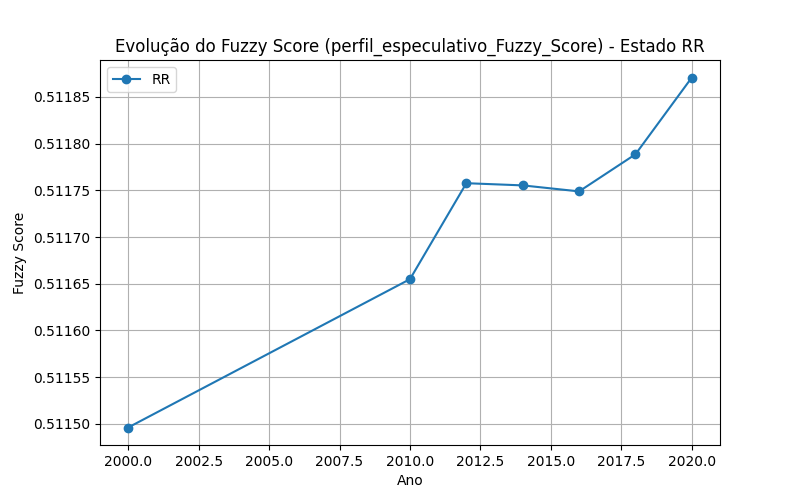 Evolução do Fuzzy Score (perfil_especulativo_Fuzzy_Score) - Estado RR
RR
0.51185
0.51180
0.51175
0.51170
0.51165
0.51160
0.51155
0.51150
Fuzzy Score
2000.0 2002.5 2005.0 2007.5 2010.0 2012.5 2015.0 2017.5 2020.0
Ano